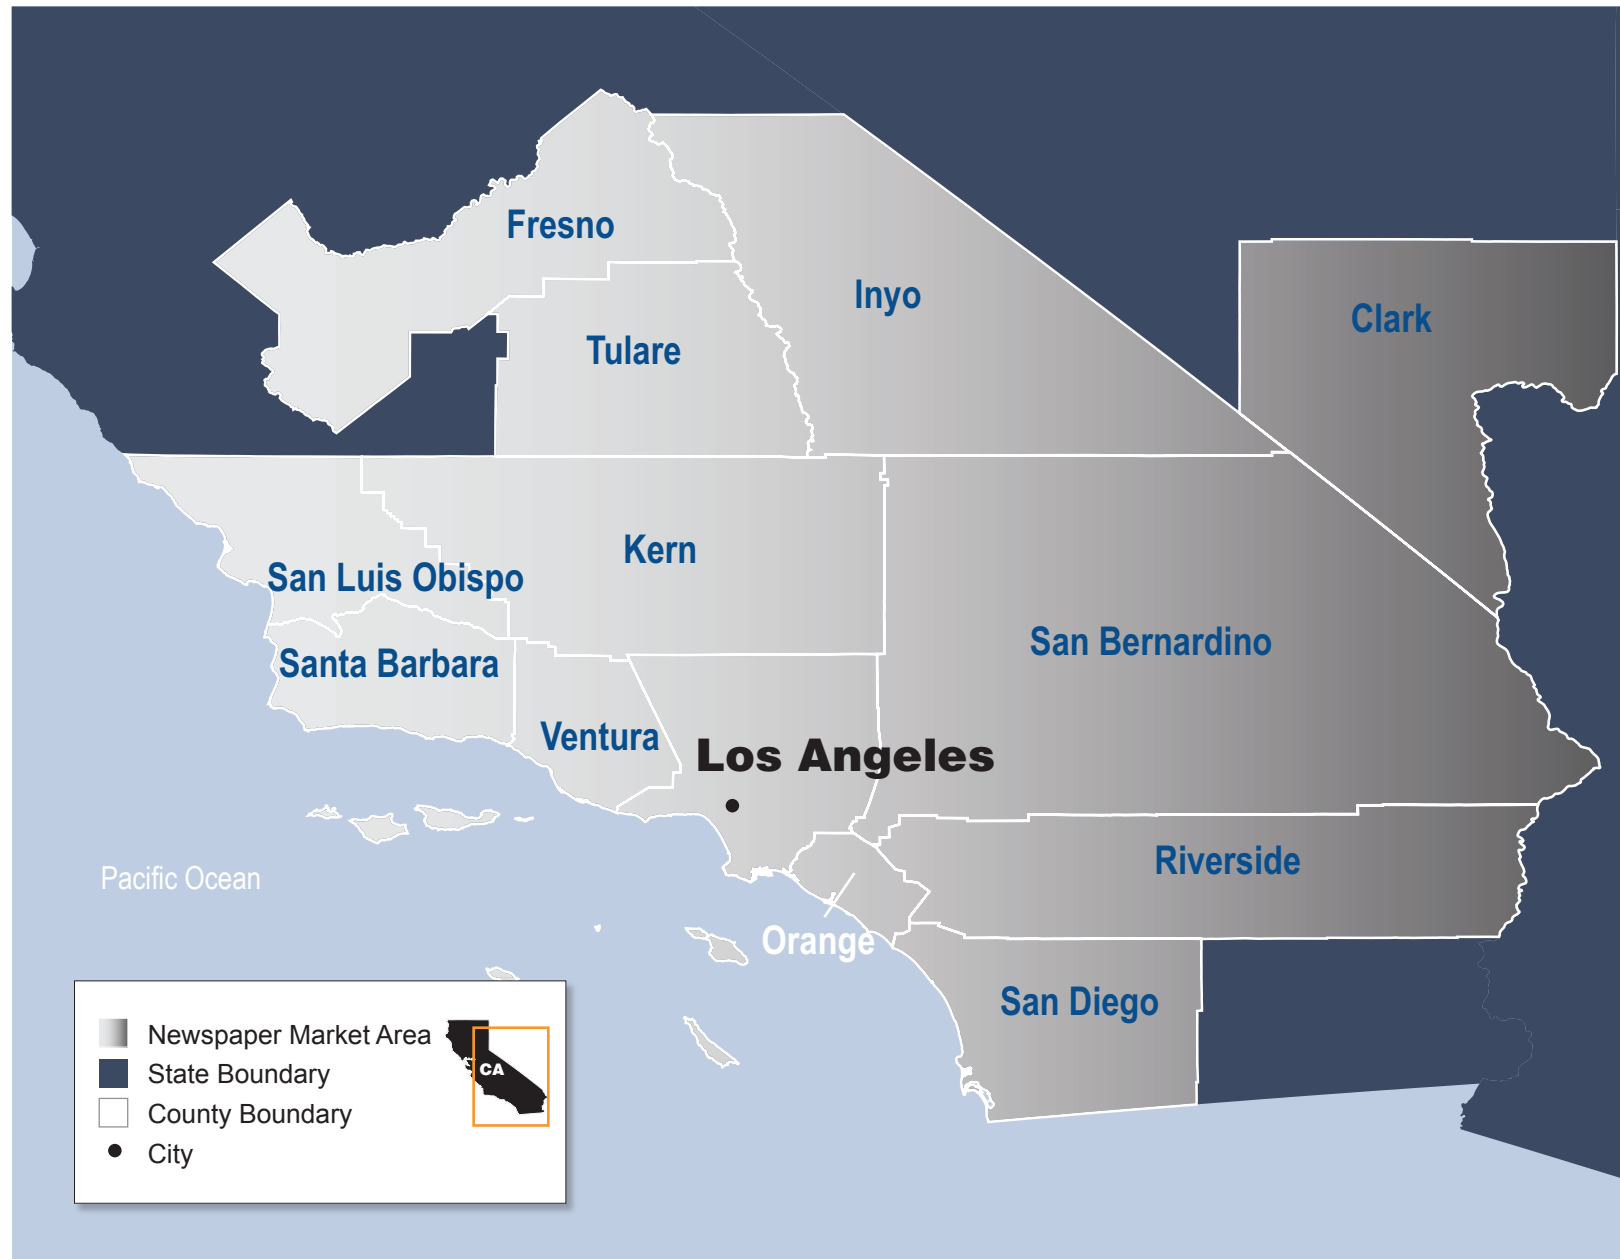 Fresno
Inyo
Clark
Tulare
Kern
San Luis Obispo
San Bernardino
Santa Barbara
Ventura
Los Angeles
Riverside
Pacific Ocean
Orange
San Diego
Newspaper Market Area
State Boundary
CA
County Boundary
City